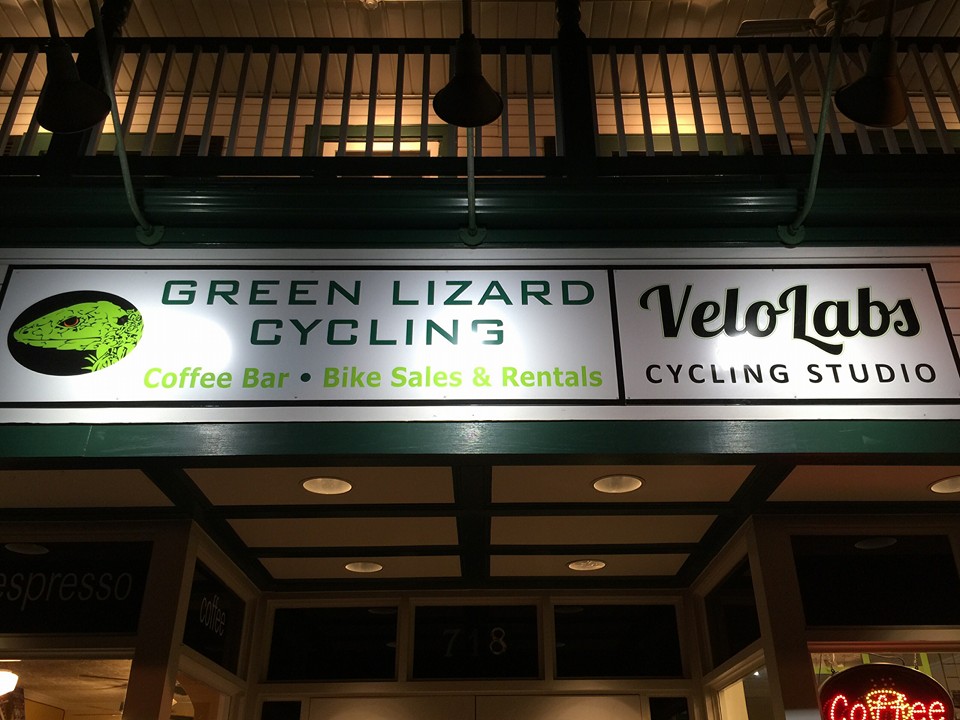 GREEN LIZARD
CYCLING
Coffee Bar • Bike Sales & Rentals
VeloLabs
CYCLING STUDIO
espresso
coffee
718
Coffee